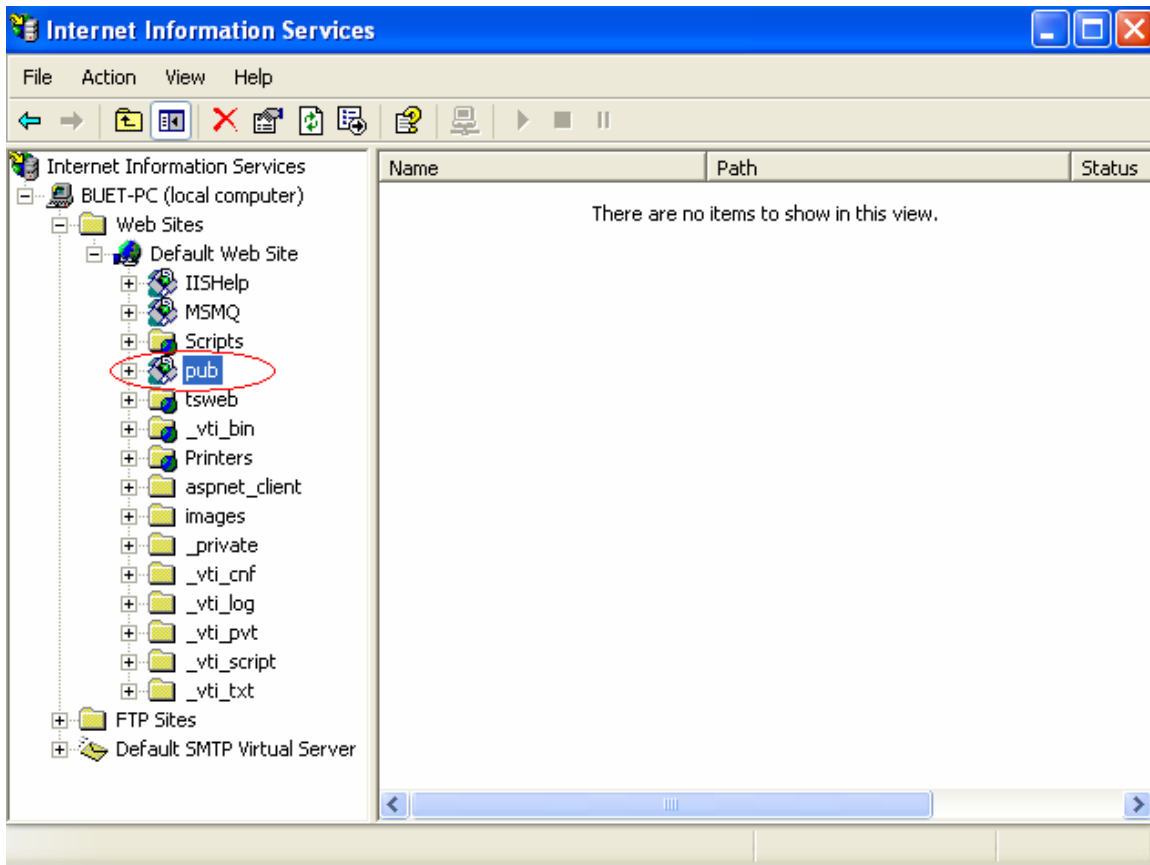 Internet Information Services
File Action View Help
Internet Information Services
BUET-PC (local computer)
Web Sites
Default Web Site
IISHelp
MSMQ
Scripts
pub
tsweb
_vti_bin
Printers
aspnet_client
images
_private
_vti_cnf
_vti_log
_vti_pvt
_vti_script
_vti_txt
FTP Sites
Default SMTP Virtual Server
Name Path Status
There are no items to show in this view.